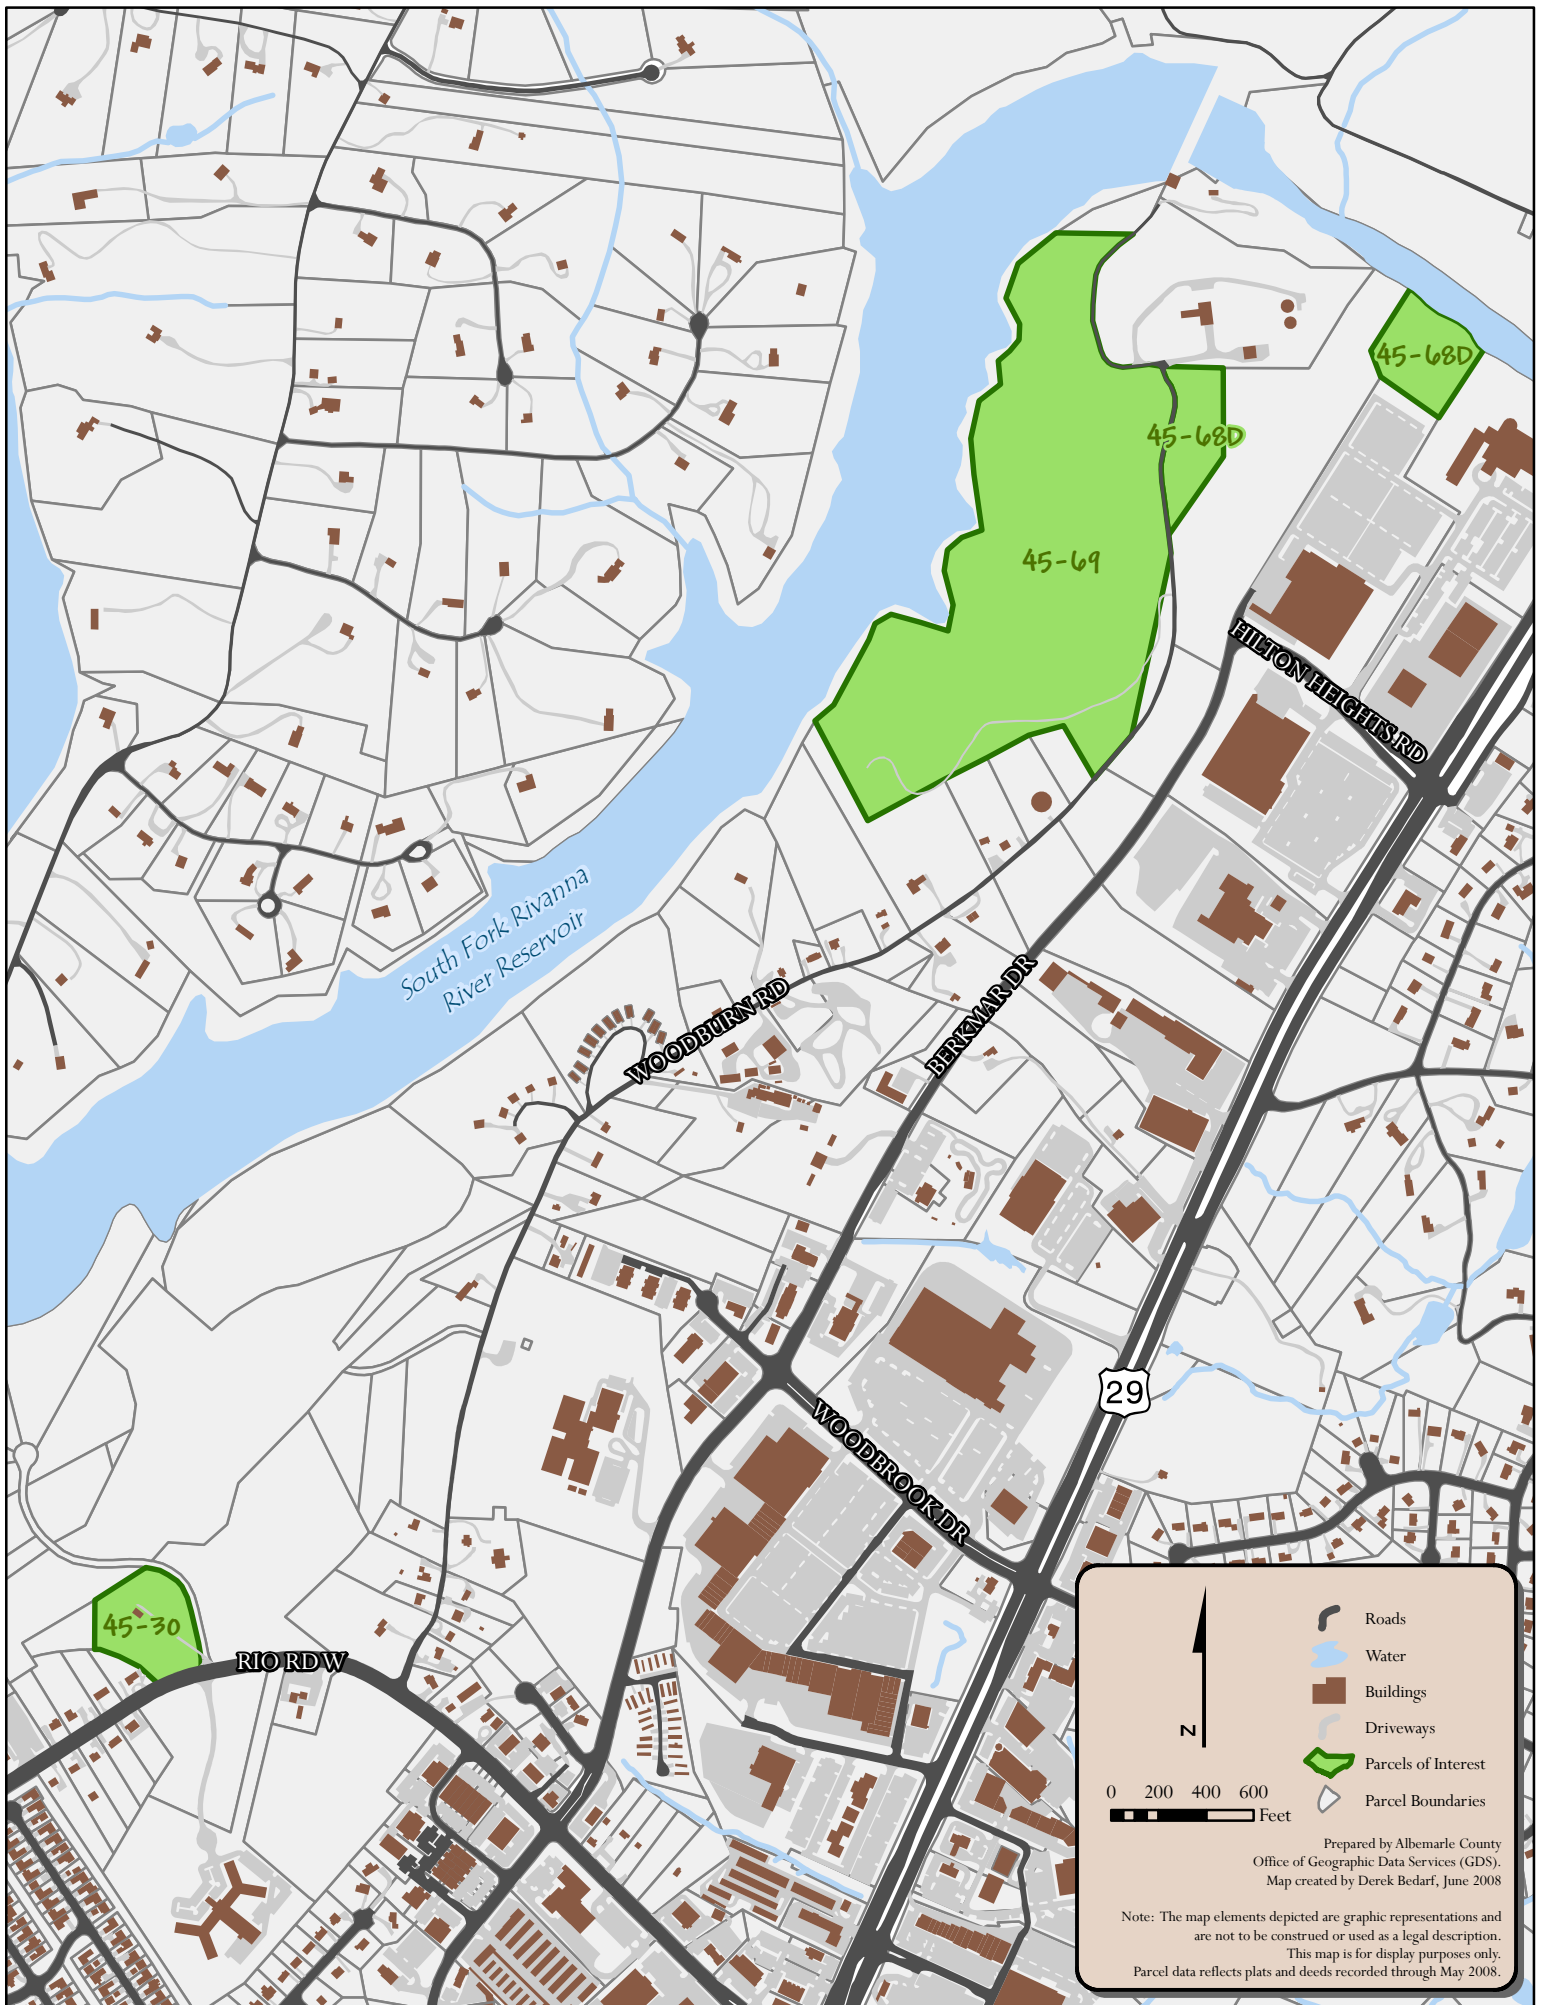 45-68D
45-68D
45-69
HILTON HEIGHTS RD
South Fork Rivanna
River Reservoir
WOODBURN RD
BERKMAR DR
29
WOODBROOK DR
45-30
RIO RD W
N
0 200 400 600
Feet
Roads
Water
Buildings
Driveways
Parcels of Interest
Parcel Boundaries
Prepared by Albemarle County
Office of Geographic Data Services (GDS).
Map created by Derek Bedarf, June 2008
Note: The map elements depicted are graphic representations and
are not to be construed or used as a legal description.
This map is for display purposes only.
Parcel data reflects plats and deeds recorded through May 2008.